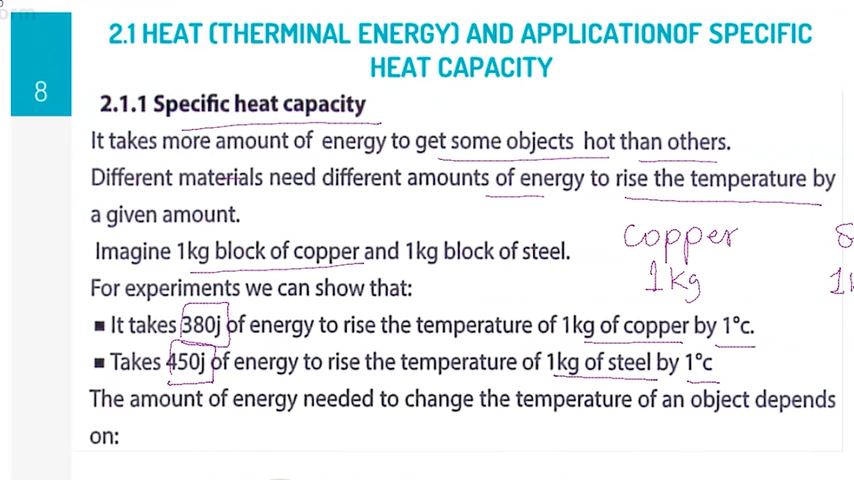 2.1 HEAT (THERMINAL ENERGY) AND APPLICATIONOF SPECIFIC
HEAT CAPACITY
8
2.1.1 Specific heat capacity
It takes more amount of energy to get some objects hot than others.
Different materials need different amounts of energy to rise the temperature by
a given amount.
copper
Imagine 1kg block of copper and 1kg block of steel.
1kg
For experiments we can show that:
▪ It takes 380j of energy to rise the temperature of 1kg of copper by 1°c.
▪ Takes 450j of energy to rise the temperature of 1kg of steel by 1°c
The amount of energy needed to change the temperature of an object depends
on: